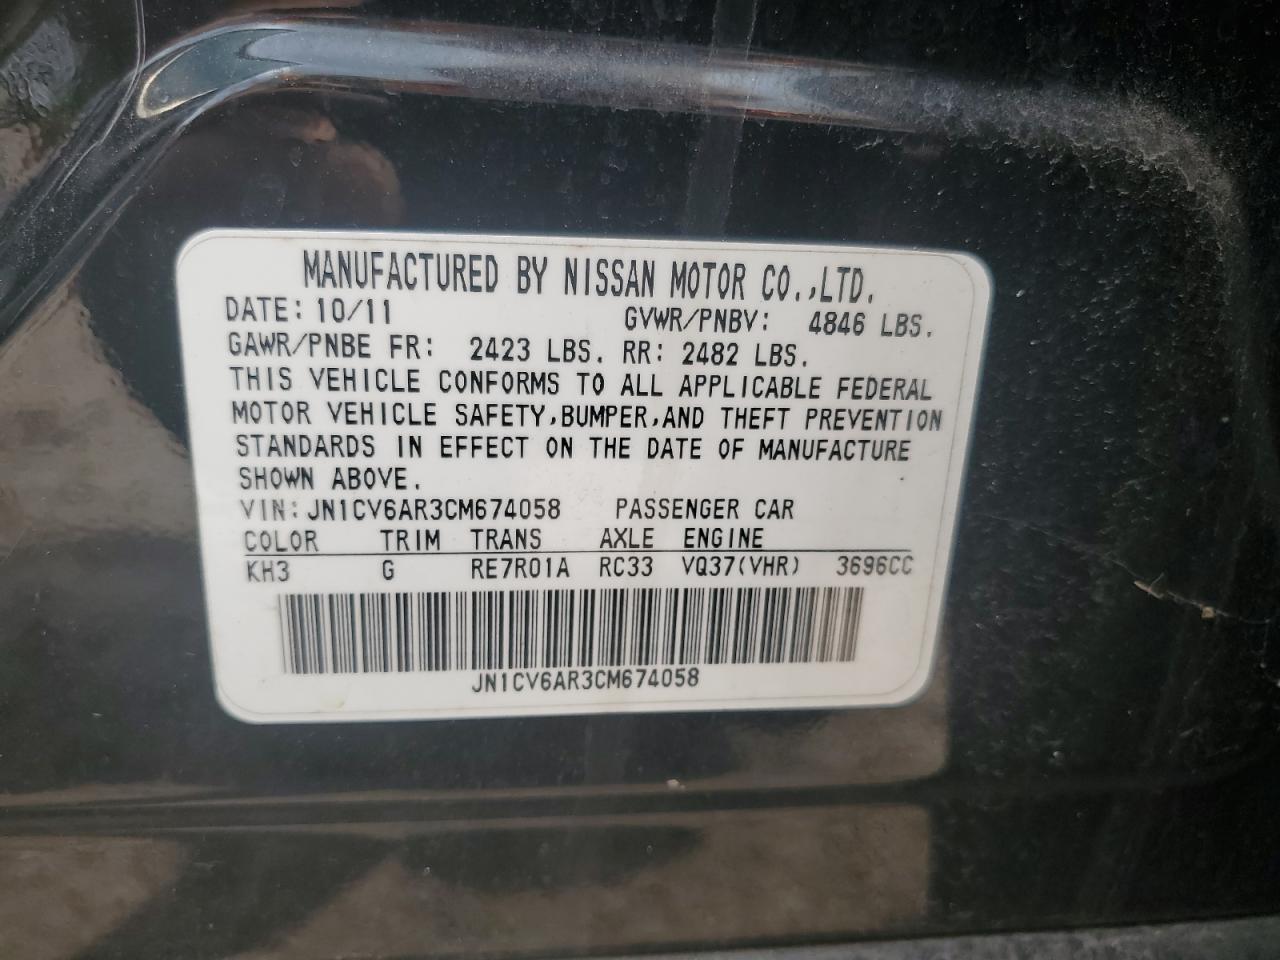 MANUFACTURED BY NISSAN MOTOR CO.,LTD.
DATE: 10/11 GVWR/PNBV: 4846 LBS.
GAWR/PNBE FR: 2423 LBS. RR: 2482 LBS.
THIS VEHICLE CONFORMS TO ALL APPLICABLE FEDERAL
MOTOR VEHICLE SAFETY,BUMPER,AND THEFT PREVENTION
STANDARDS IN EFFECT ON THE DATE OF MANUFACTURE
SHOWN ABOVE.
VIN: JN1CV6AR3CM674058 PASSENGER CAR
COLOR TRIM TRANS AXLE ENGINE
KH3 G RE7R01A RC33 VQ37(VHR) 3696CC
JN1CV6AR3CM674058